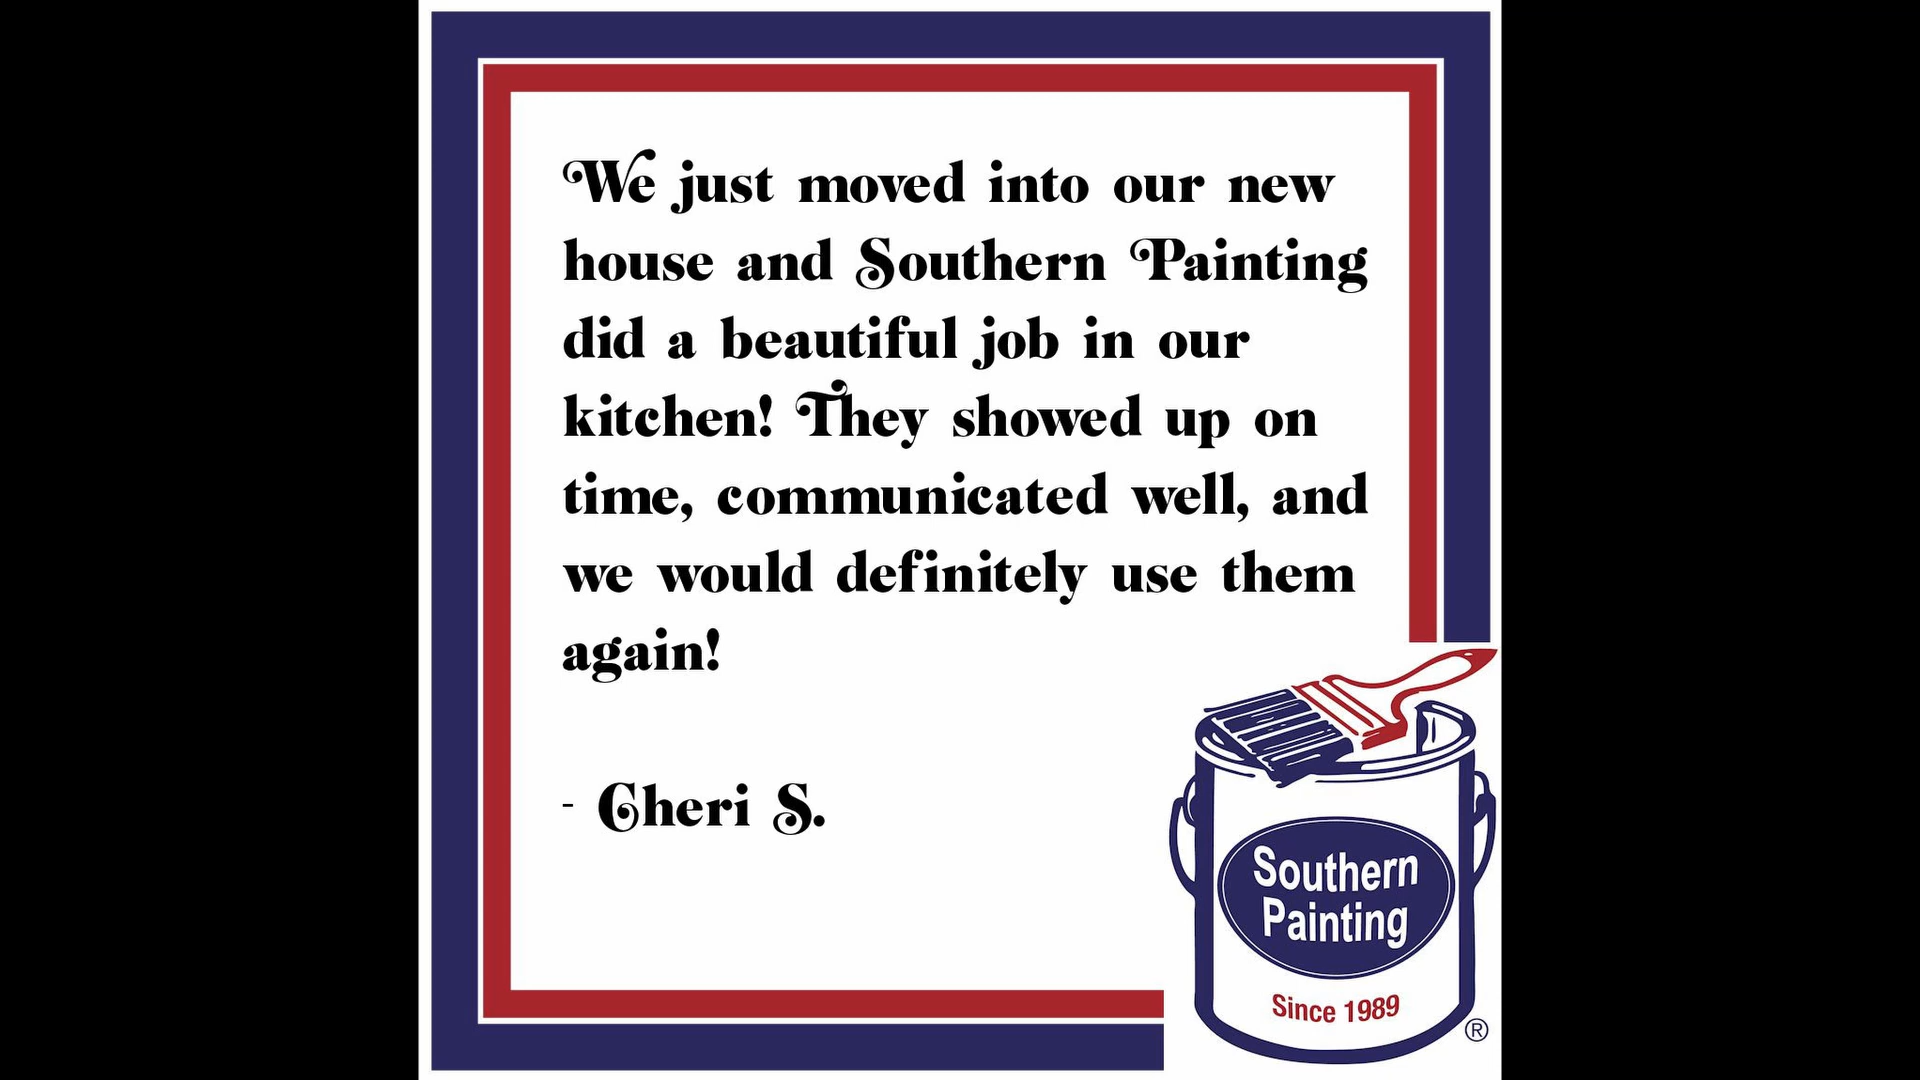 We just moved into our new
house and Southern Painting
did a beautiful job in our
kitchen! They showed up on
time, communicated well, and
we would definitely use them
again!
- Cheri S.
Southern
Painting
Since 1989
®